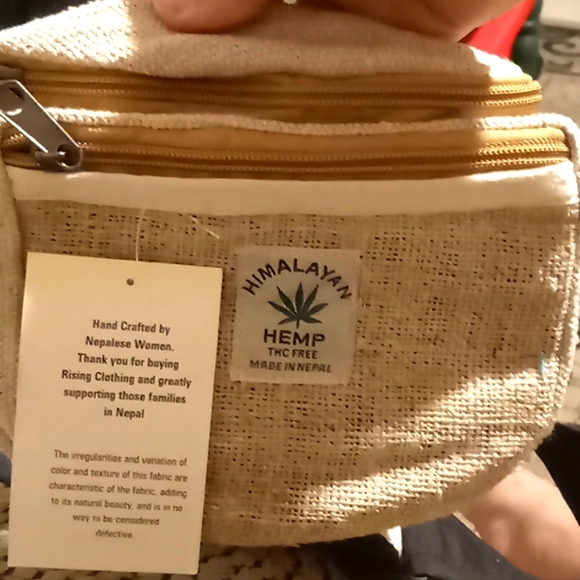 HIMALAYAN
HEMP
THC FREE
MADE IN NEPAL
Hand Crafted by
Nepalese Women.
Thank you for buying
Rising Clothing and greatly
supporting those families
in Nepal
The irregularities and variation of
color and texture of this fabric are
characteristic of the fabric, adding
to its natural beauty, and is in no
way to be considered
defective.